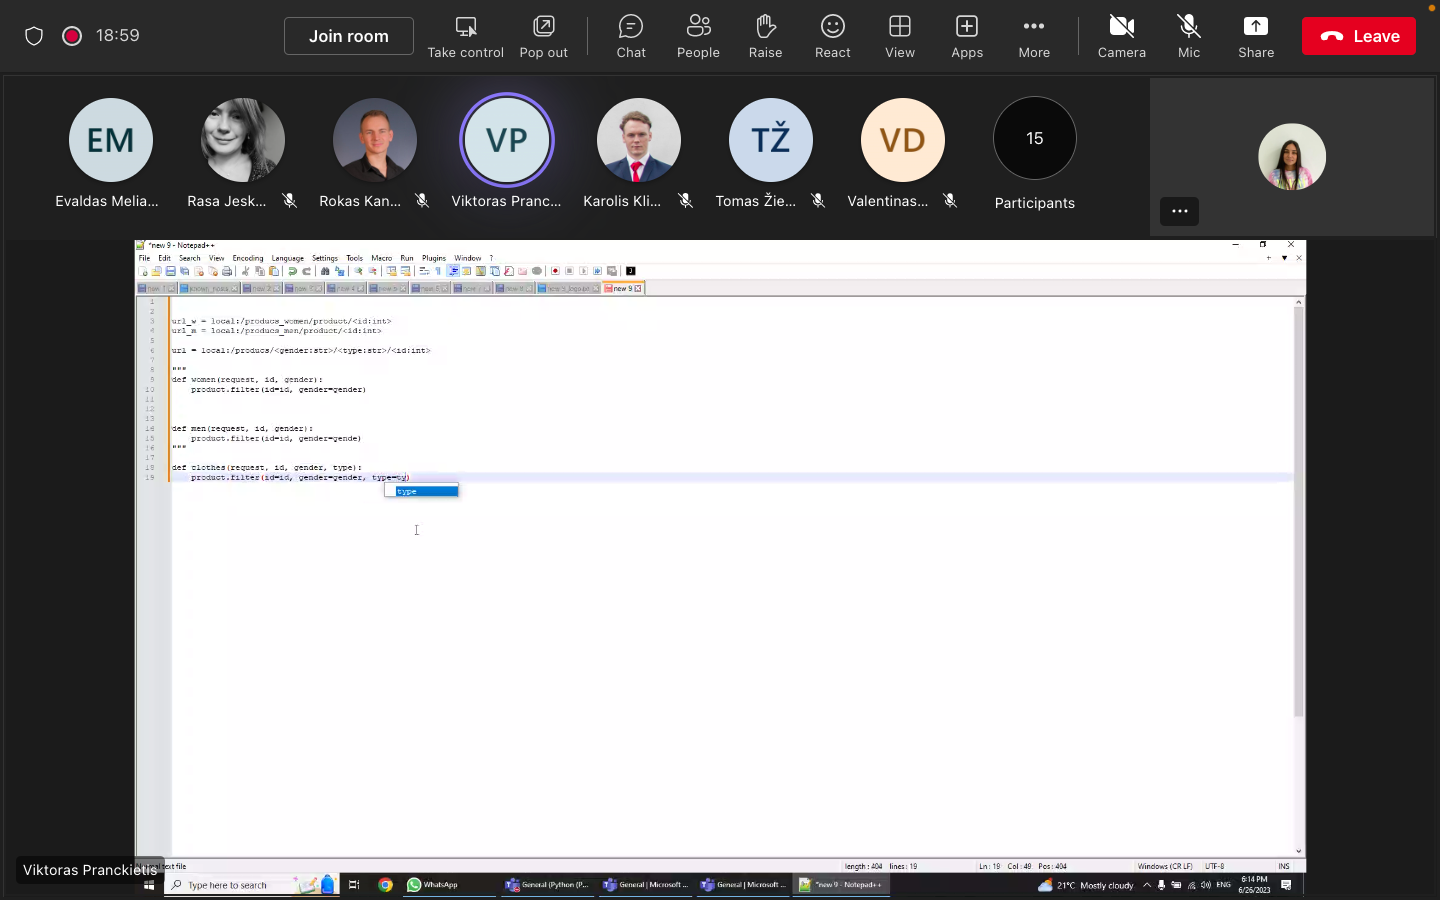 18:59
Join room
Take control
Pop out
Chat
People
Raise
React
View
Apps
More
Camera
Mic
Share
Leave
EM
VP
TŽ
VD
15
Evaldas Melia...
Rasa Jesk...
Rokas Kan...
Viktoras Pranc...
Karolis Kli...
Tomas Žie...
Valentinas...
Participants
*new 9 - Notepad++
File Edit Search View Encoding Language Settings Tools Macro Run Plugins Window ?
new 9
1
2
3 url_w = local:/producs_women/product/<id:int>
4 url_m = local:/producs_men/product/<id:int>
5
6 url = local:/producs/<gender:str>/<type:str>/<id:int>
7
8 """
9 def women(request, id, gender):
10 product.filter(id=id, gender=gender)
11
12
13
14 def men(request, id, gender):
15 product.filter(id=id, gender=gende)
16 """
17
18 def clothes(request, id, gender, type):
19 product.filter(id=id, gender=gender, type=ty)
type
Viktoras Pranckietis
text file
length : 404 lines : 19
Ln : 19 Col : 49 Pos : 404
Windows (CR LF)
UTF-8
INS
Type here to search
WhatsApp
General (Python (P...
General | Microsoft ...
General | Microsoft ...
*new 9 - Notepad++
21°C Mostly cloudy
ENG
6:14 PM
6/26/2023